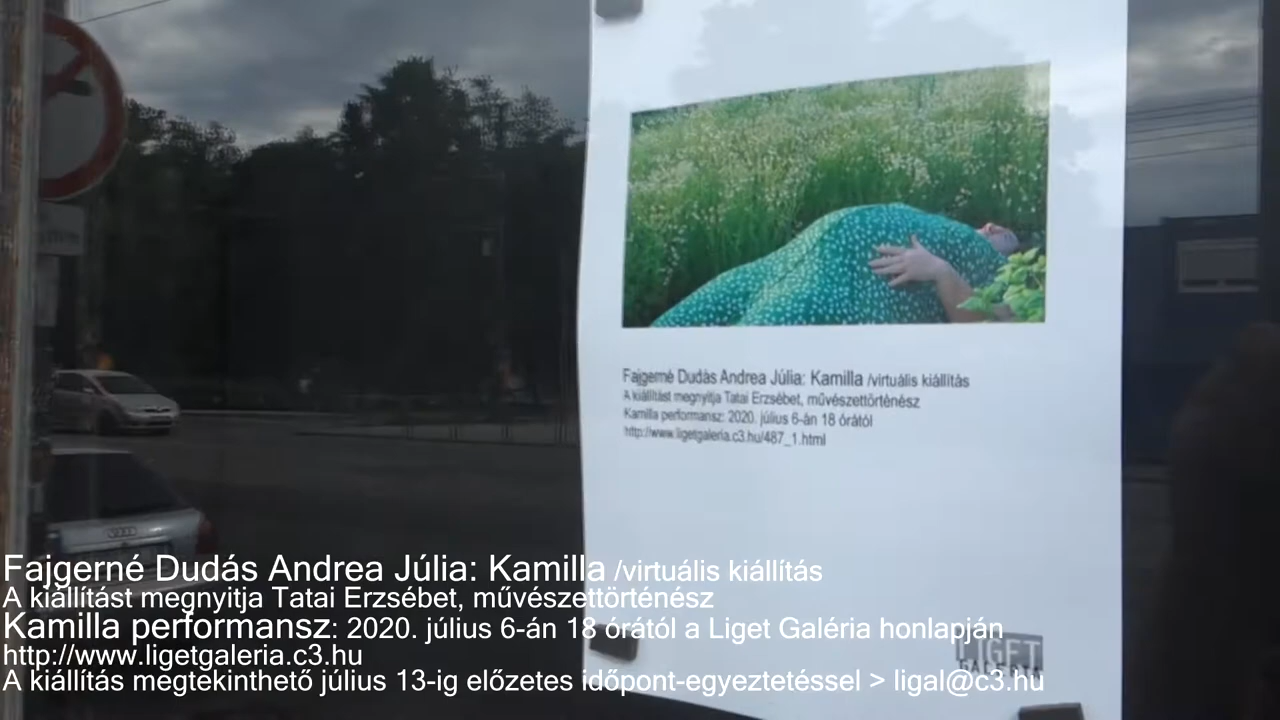 Fajgerné Dudás Andrea Júlia: Kamilla /virtuális kiállítás
A kiállítást megnyitja Tatai Erzsébet, művészettörténész
Kamilla performansz: 2020. július 6-án 18 órától
http://www.ligetgaleria.c3.hu/487_1.html
Fajgerné Dudás Andrea Júlia: Kamilla /virtuális kiállítás
A kiállítást megnyitja Tatai Erzsébet, művészettörténész
Kamilla performansz: 2020. július 6-án 18 órától a Liget Galéria honlapján
LIGET
GALÉRIA
http://www.ligetgaleria.c3.hu
A kiállítás megtekinthető július 13-ig előzetes időpont-egyeztetéssel > ligal@c3.hu